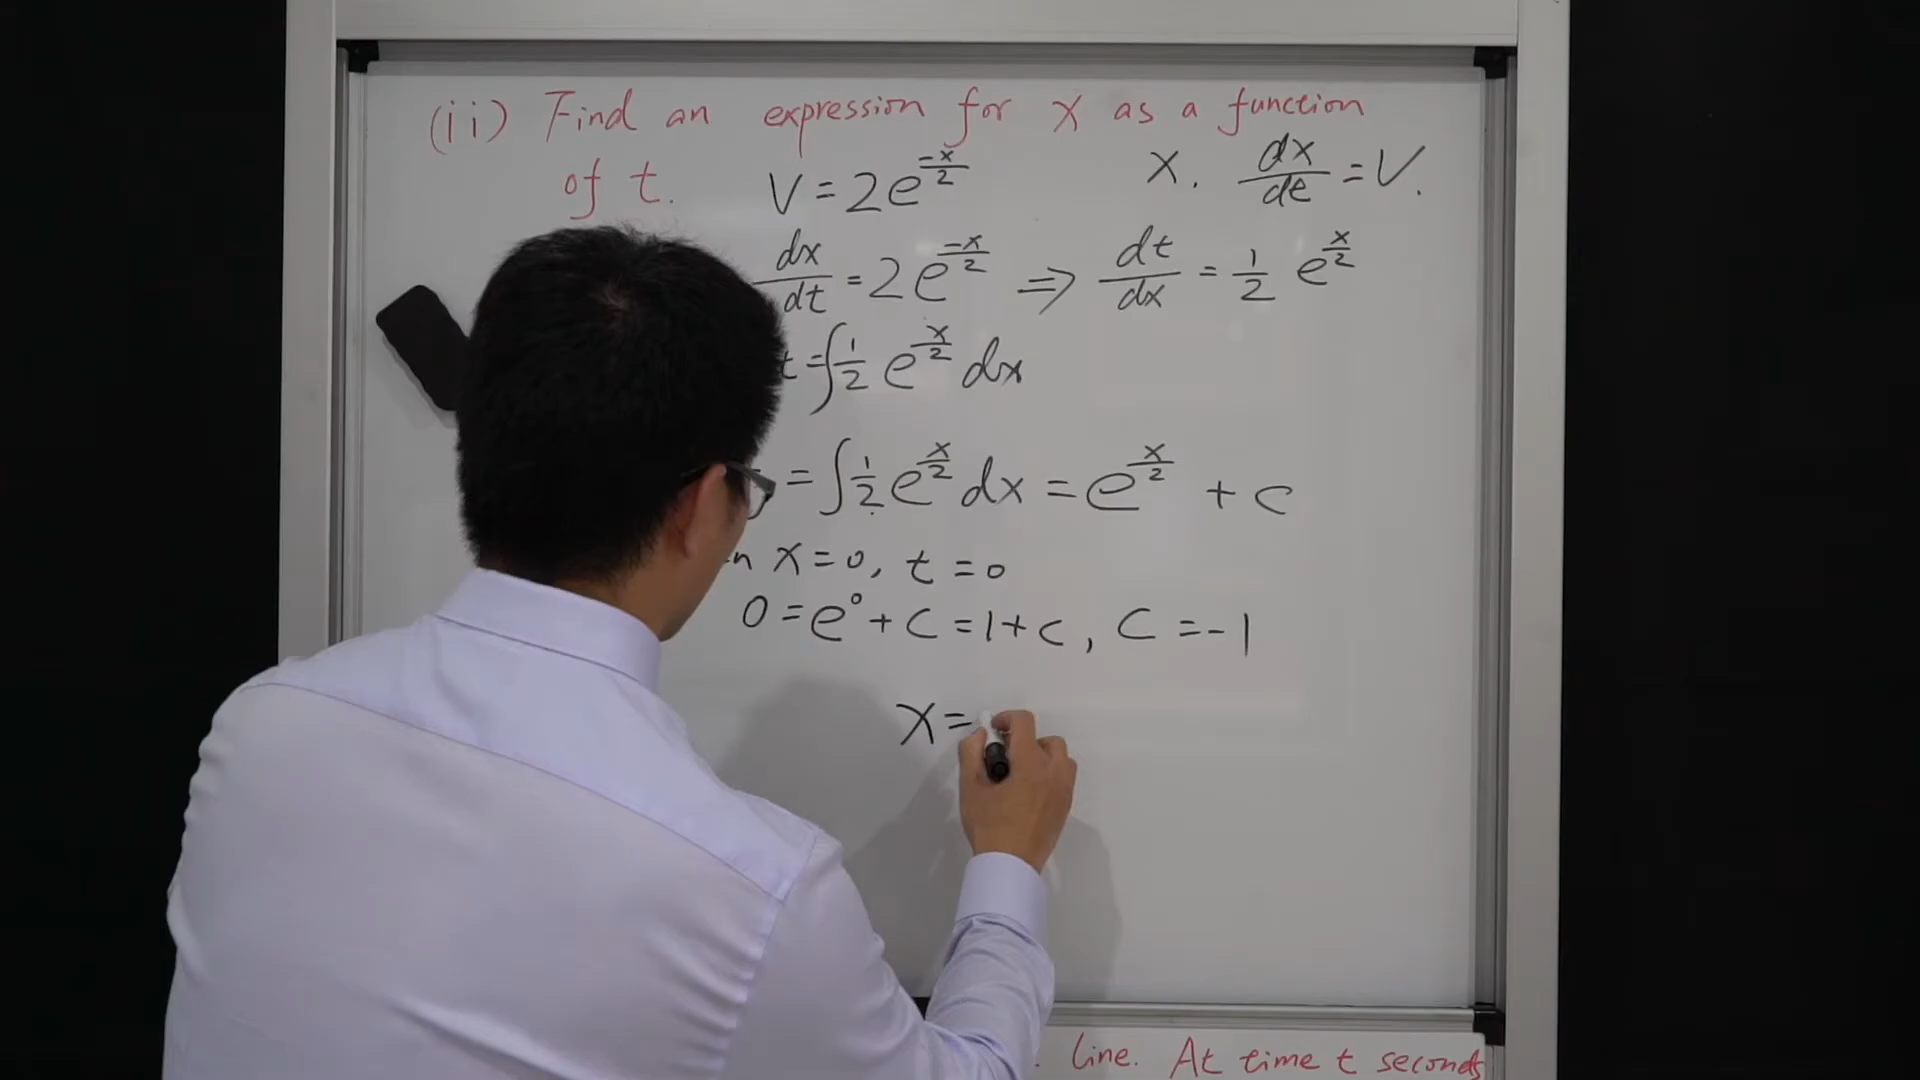 (ii) Find an expression for x as a function
of t. V = 2e^{-x/2} x. dx/dt = V.
dx/dt = 2e^{-x/2} ⇒ dt/dx = 1/2 e^{x/2}
t = ∫ 1/2 e^{x/2} dx
= ∫ 1/2 e^{x/2} dx = e^{x/2} + c
x = 0, t = 0
0 = e^0 + c = 1 + c, c = -1
x =
line. At time t seconds